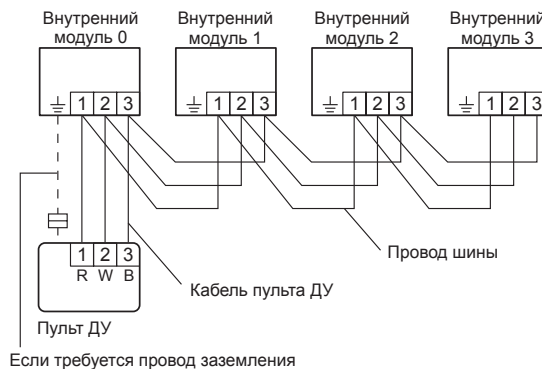 Внутренний
модуль 0
Внутренний
модуль 1
Внутренний
модуль 2
Внутренний
модуль 3
1 2 3
1 2 3
1 2 3
1 2 3
1 2 3
R W B
Провод шины
Кабель пульта ДУ
Пульт ДУ
Если требуется провод заземления